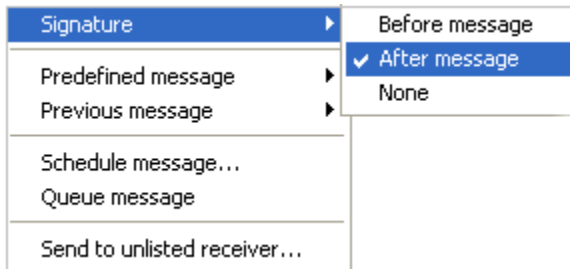 Signature
Before message
After message
None
Predefined message
Previous message
Schedule message...
Queue message
Send to unlisted receiver...